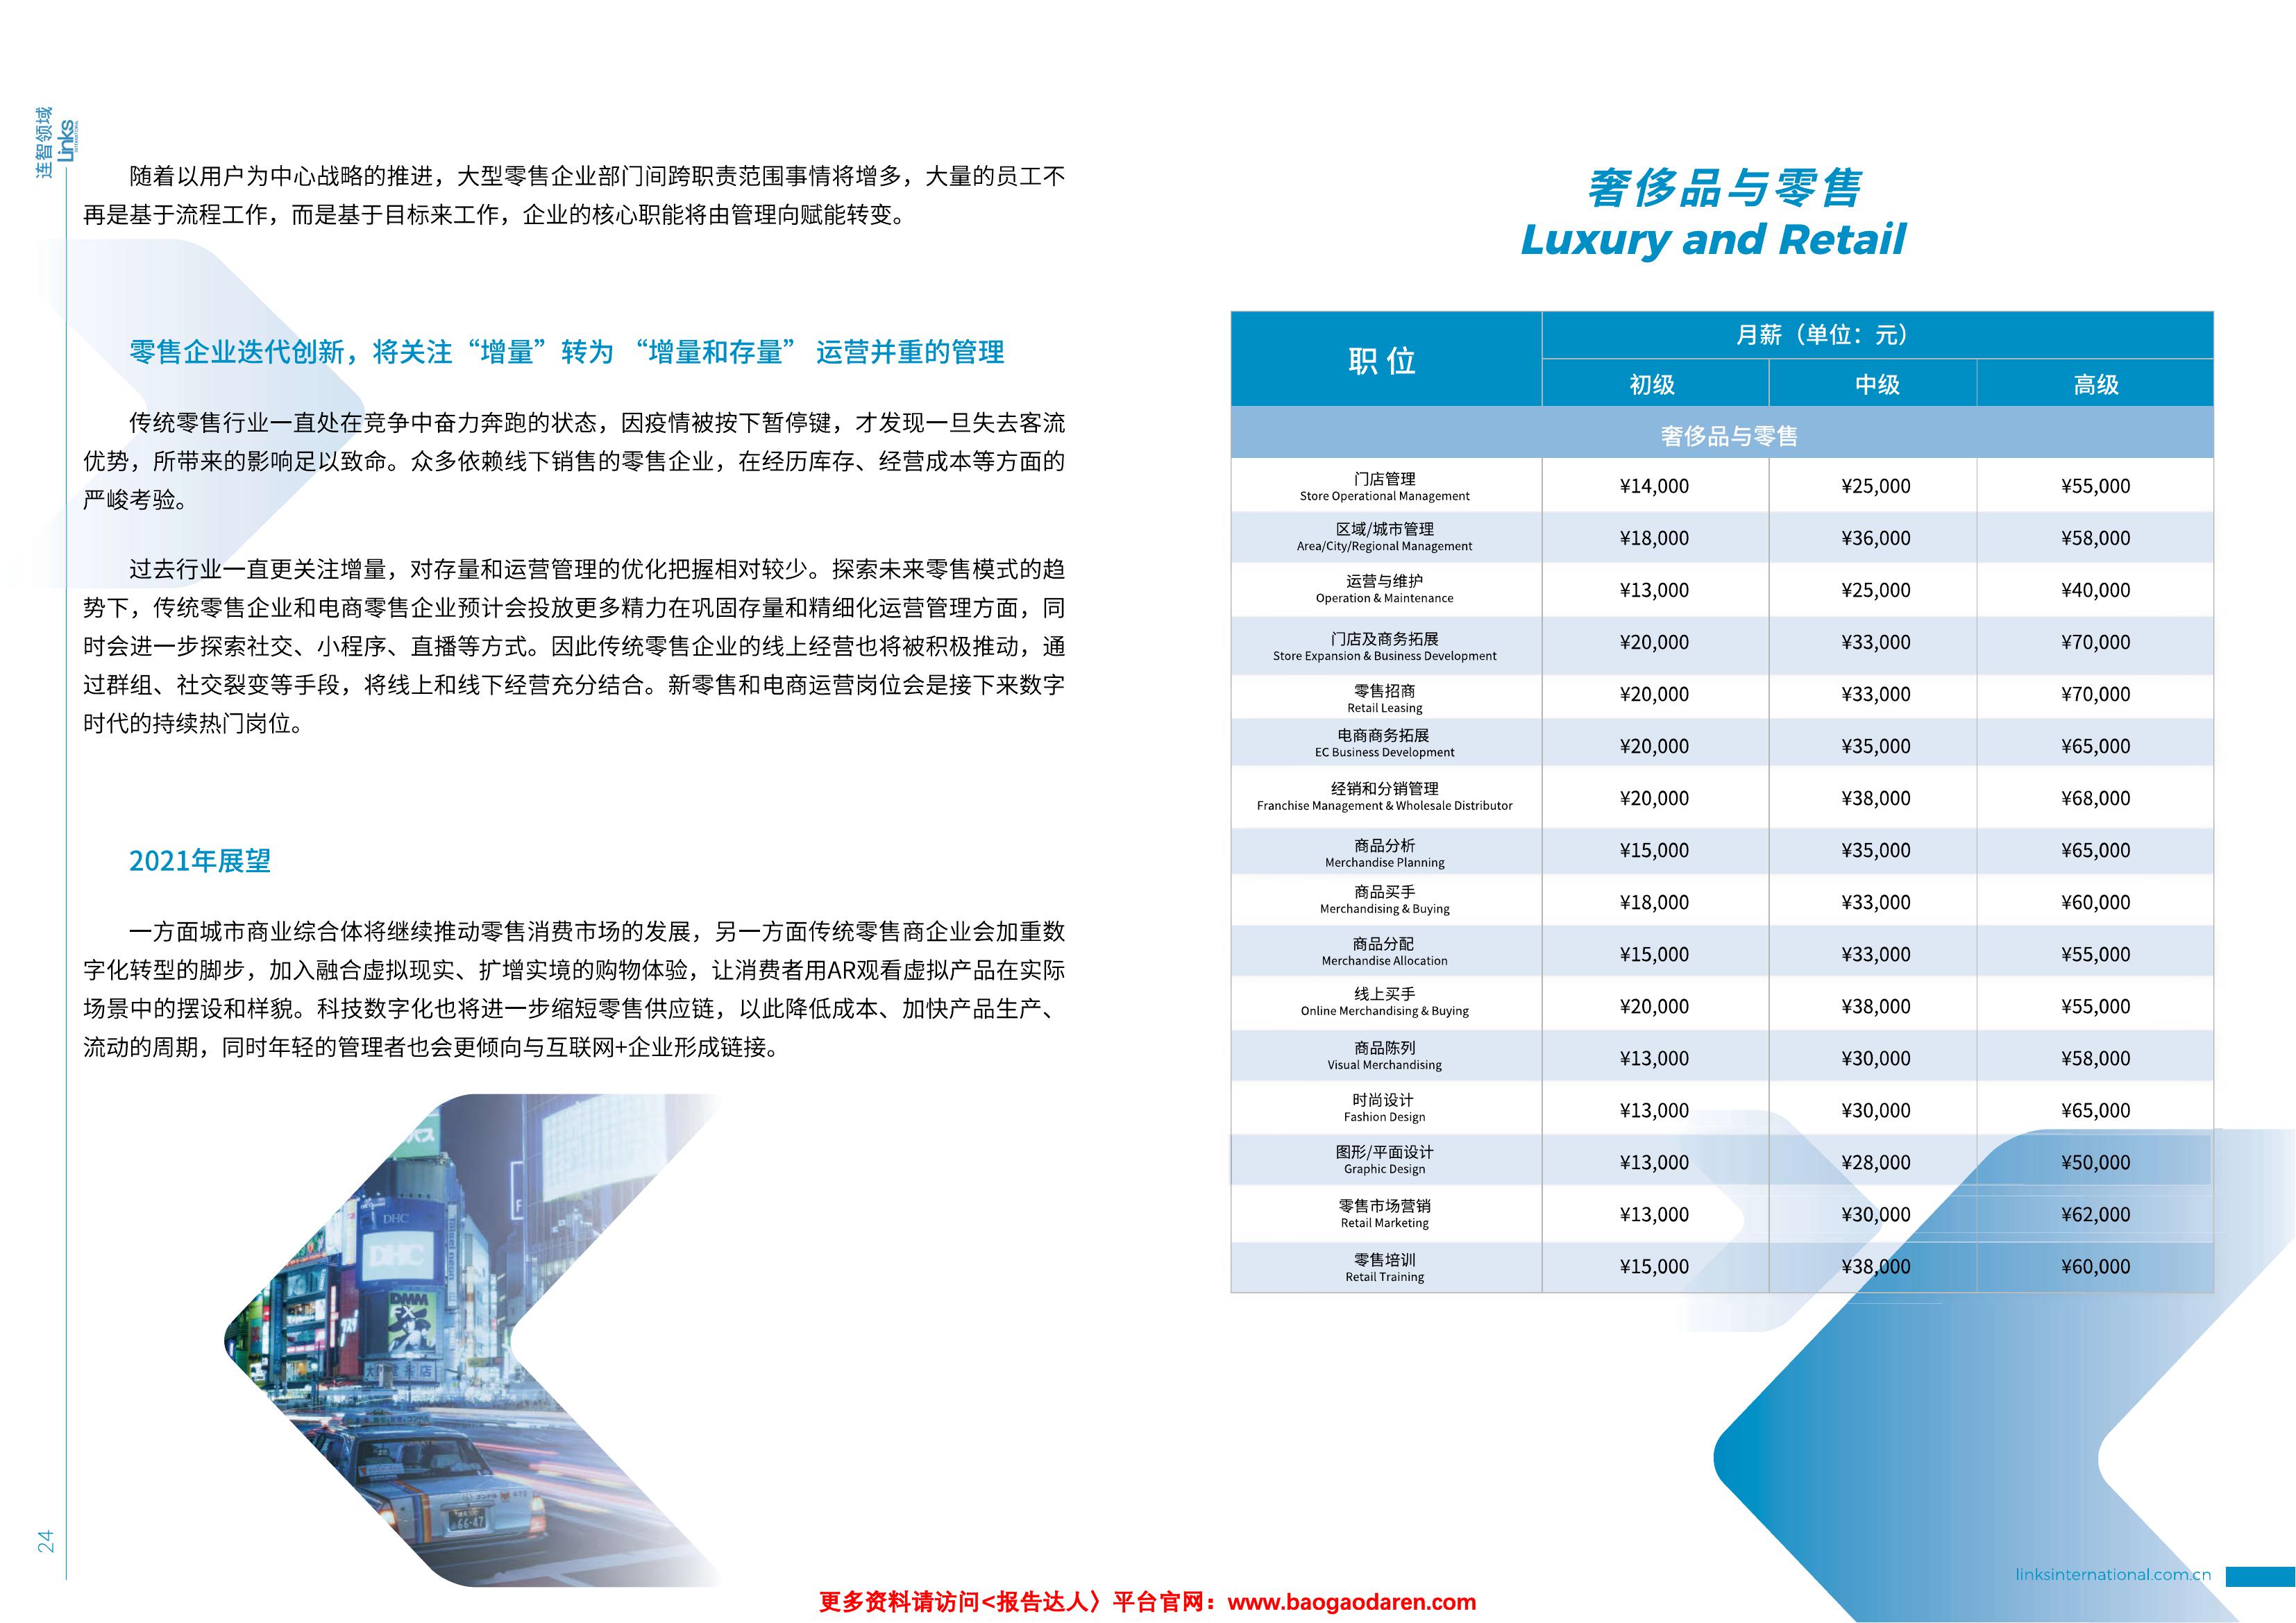 连智领域
Links
INTERNATIONAL
随着以用户为中心战略的推进，大型零售企业部门间跨职责范围事情将增多，大量的员工不
再是基于流程工作，而是基于目标来工作，企业的核心职能将由管理向赋能转变。
零售企业迭代创新，将关注“增量”转为 “增量和存量” 运营并重的管理
传统零售行业一直处在竞争中奋力奔跑的状态，因疫情被按下暂停键，才发现一旦失去客流
优势，所带来的影响足以致命。众多依赖线下销售的零售企业，在经历库存、经营成本等方面的
严峻考验。
过去行业一直更关注增量，对存量和运营管理的优化把握相对较少。探索未来零售模式的趋
势下，传统零售企业和电商零售企业预计会投放更多精力在巩固存量和精细化运营管理方面，同
时会进一步探索社交、小程序、直播等方式。因此传统零售企业的线上经营也将被积极推动，通
过群组、社交裂变等手段，将线上和线下经营充分结合。新零售和电商运营岗位会是接下来数字
时代的持续热门岗位。
2021年展望
一方面城市商业综合体将继续推动零售消费市场的发展，另一方面传统零售商企业会加重数
字化转型的脚步，加入融合虚拟现实、扩增实境的购物体验，让消费者用AR观看虚拟产品在实际
场景中的摆设和样貌。科技数字化也将进一步缩短零售供应链，以此降低成本、加快产品生产、
流动的周期，同时年轻的管理者也会更倾向与互联网+企业形成链接。
DHC
DHC
DMM
FX
66-47
24
奢侈品与零售
Luxury and Retail
职 位
月薪（单位：元）
初级 中级 高级
奢侈品与零售
门店管理
Store Operational Management
¥14,000 ¥25,000 ¥55,000
区域/城市管理
Area/City/Regional Management
¥18,000 ¥36,000 ¥58,000
运营与维护
Operation & Maintenance
¥13,000 ¥25,000 ¥40,000
门店及商务拓展
Store Expansion & Business Development
¥20,000 ¥33,000 ¥70,000
零售招商
Retail Leasing
¥20,000 ¥33,000 ¥70,000
电商商务拓展
EC Business Development
¥20,000 ¥35,000 ¥65,000
经销和分销管理
Franchise Management & Wholesale Distributor
¥20,000 ¥38,000 ¥68,000
商品分析
Merchandise Planning
¥15,000 ¥35,000 ¥65,000
商品买手
Merchandising & Buying
¥18,000 ¥33,000 ¥60,000
商品分配
Merchandise Allocation
¥15,000 ¥33,000 ¥55,000
线上买手
Online Merchandising & Buying
¥20,000 ¥38,000 ¥55,000
商品陈列
Visual Merchandising
¥13,000 ¥30,000 ¥58,000
时尚设计
Fashion Design
¥13,000 ¥30,000 ¥65,000
图形/平面设计
Graphic Design
¥13,000 ¥28,000 ¥50,000
零售市场营销
Retail Marketing
¥13,000 ¥30,000 ¥62,000
零售培训
Retail Training
¥15,000 ¥38,000 ¥60,000
linksinternational.com.cn
更多资料请访问<报告达人〉平台官网：www.baogaodaren.com